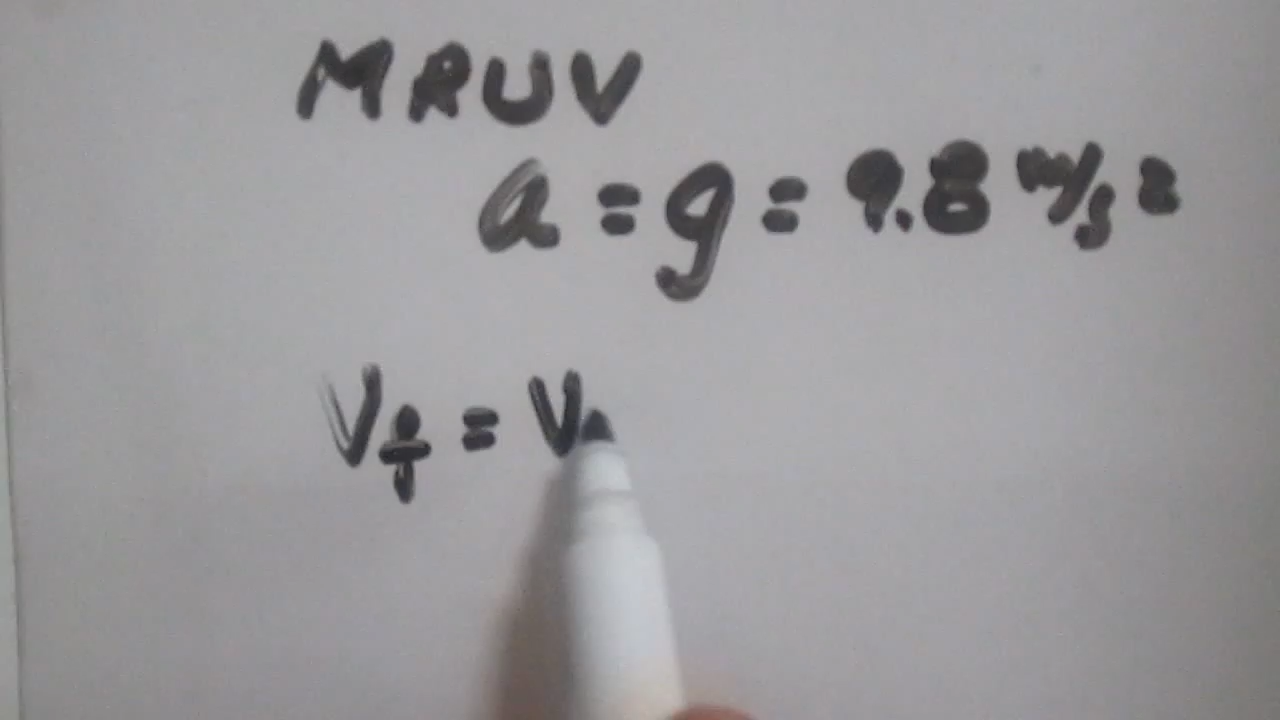 MRUV
a = g = 9.8 m/s2
Vf = V